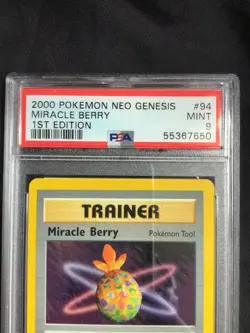 2000 POKEMON NEO GENESIS #94
MIRACLE BERRY MINT
1ST EDITION PSA 9
55367650
TRAINER
Miracle Berry Pokémon Tool